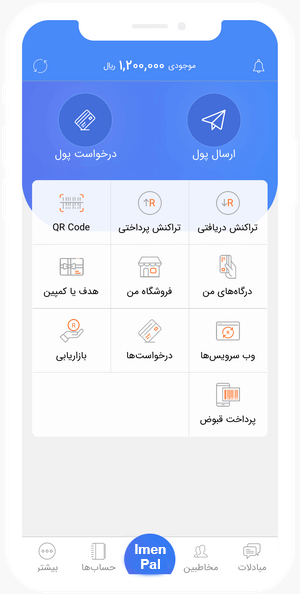 موجودی ۱,۲۰۰,۰۰۰ ریال
ارسال پول
درخواست پول
تراکنش دریافتی
تراکنش پرداختی
QR Code
درگاه‌های من
فروشگاه من
هدف یا کمپین
وب سرویس‌ها
درخواست‌ها
بازاریابی
پرداخت قبوض
مبادلات
مخاطبین
Imen
Pal
حساب‌ها
بیشتر